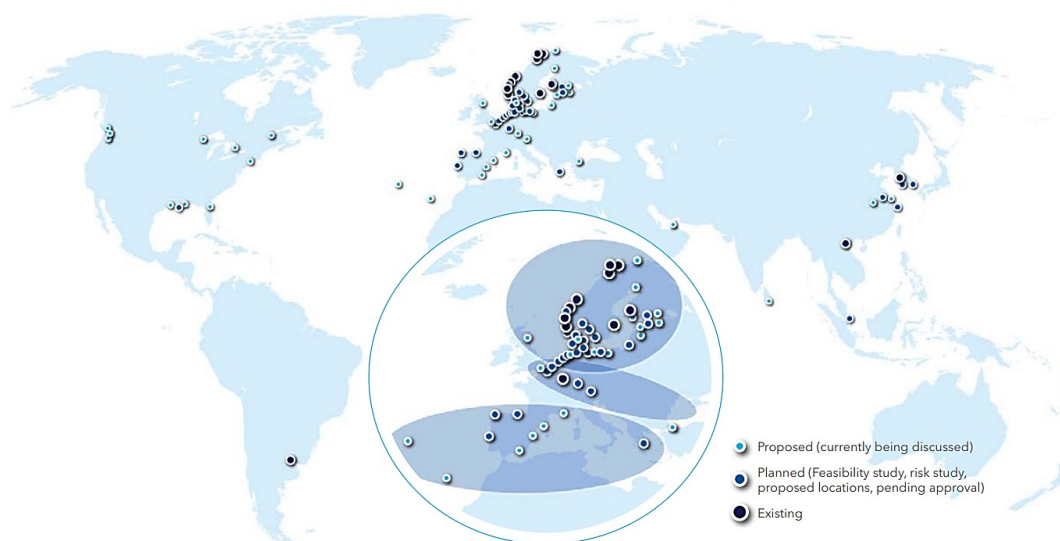 Proposed (currently being discussed)
Planned (Feasibility study, risk study,
proposed locations, pending approval)
Existing